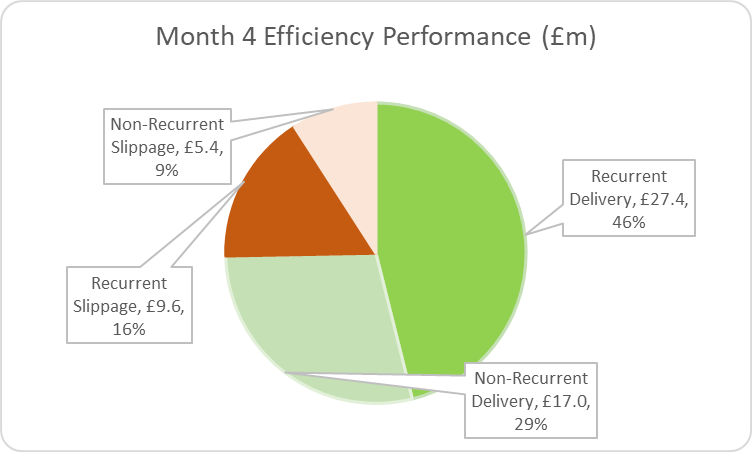 Month 4 Efficiency Performance (£m)
Non-Recurrent
Slippage, £5.4,
9%
Recurrent
Delivery, £27.4,
46%
Recurrent
Slippage, £9.6,
16%
Non-Recurrent
Delivery, £17.0,
29%